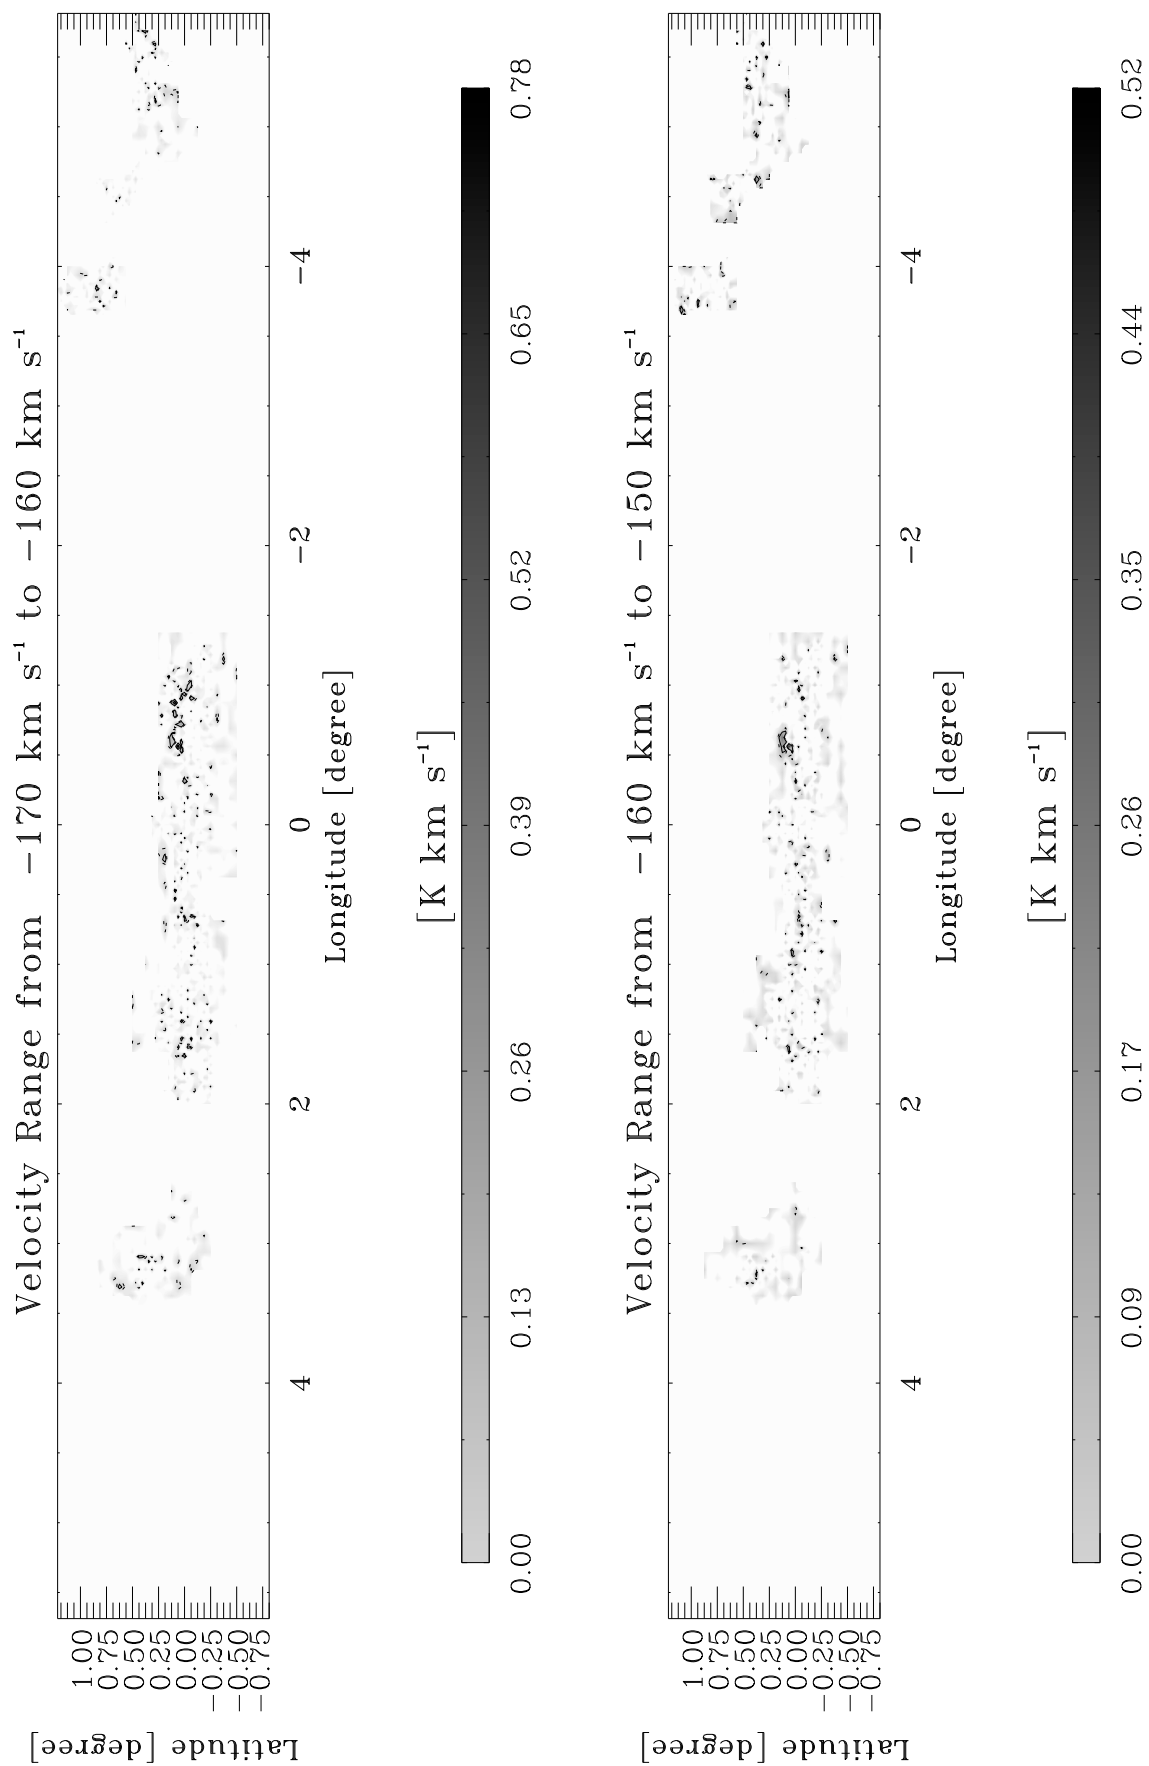 Velocity Range from −170 km s⁻¹ to −160 km s⁻¹
Latitude [degree]
1.00
0.75
0.50
0.25
0.00
−0.25
−0.50
−0.75
4 2 0 −2 −4
Longitude [degree]
[K km s⁻¹]
0.00 0.13 0.26 0.39 0.52 0.65 0.78
Velocity Range from −160 km s⁻¹ to −150 km s⁻¹
Latitude [degree]
1.00
0.75
0.50
0.25
0.00
−0.25
−0.50
−0.75
4 2 0 −2 −4
Longitude [degree]
[K km s⁻¹]
0.00 0.09 0.17 0.26 0.35 0.44 0.52